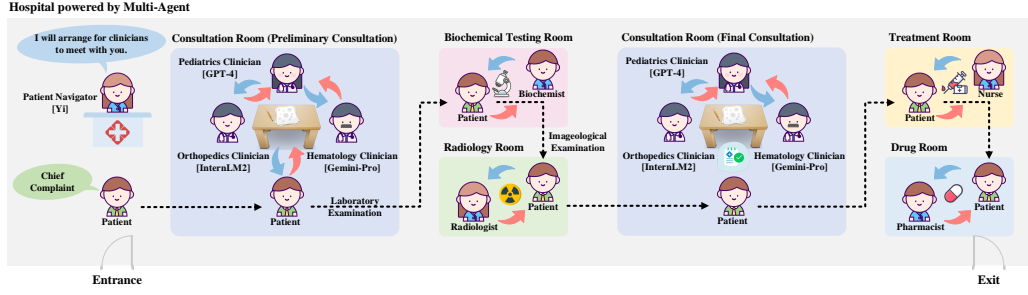 Hospital powered by Multi-Agent
I will arrange for clinicians
to meet with you.
Patient Navigator
[Yi]
Chief
Complaint
Patient
Entrance
Consultation Room (Preliminary Consultation)
Pediatrics Clinician
[GPT-4]
Orthopedics Clinician
[InternLM2]
Hematology Clinician
[Gemini-Pro]
Patient
Laboratory
Examination
Biochemical Testing Room
Biochemist
Patient
Imageological
Examination
Radiology Room
Radiologist
Patient
Consultation Room (Final Consultation)
Pediatrics Clinician
[GPT-4]
Orthopedics Clinician
[InternLM2]
Hematology Clinician
[Gemini-Pro]
Patient
Treatment Room
Nurse
Patient
Drug Room
Patient
Pharmacist
Exit